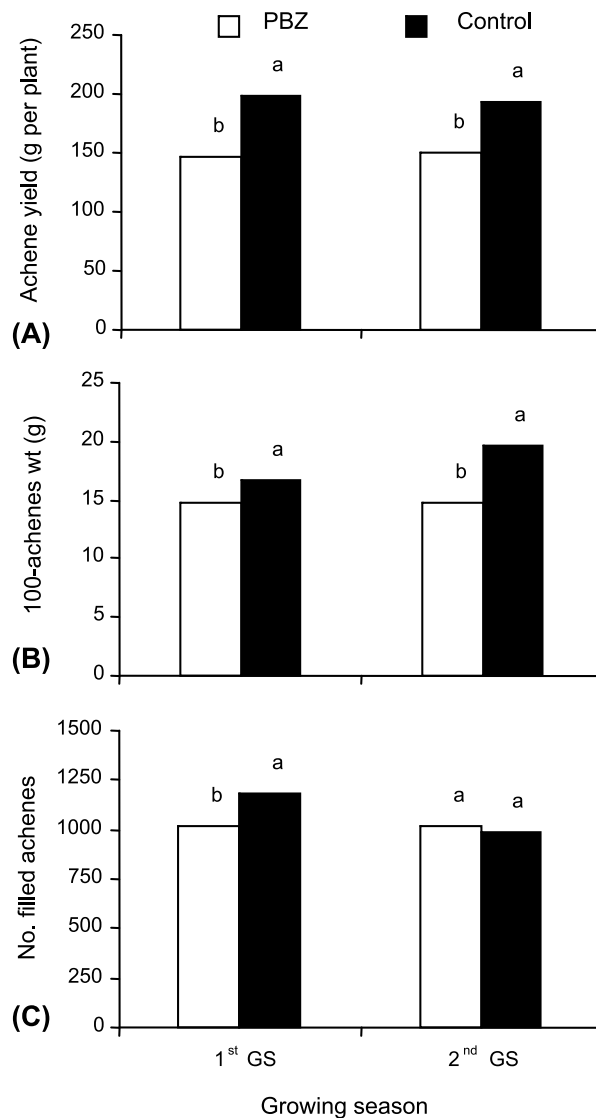 PBZ Control
Achene yield (g per plant)
250
200
150
100
50
0
a
b
a
b
(A)
100-achenes wt (g)
25
20
15
10
5
0
b
a
b
a
(B)
No. filled achenes
1500
1250
1000
750
500
250
0
b
a
a
a
(C)
1st GS 2nd GS
Growing season